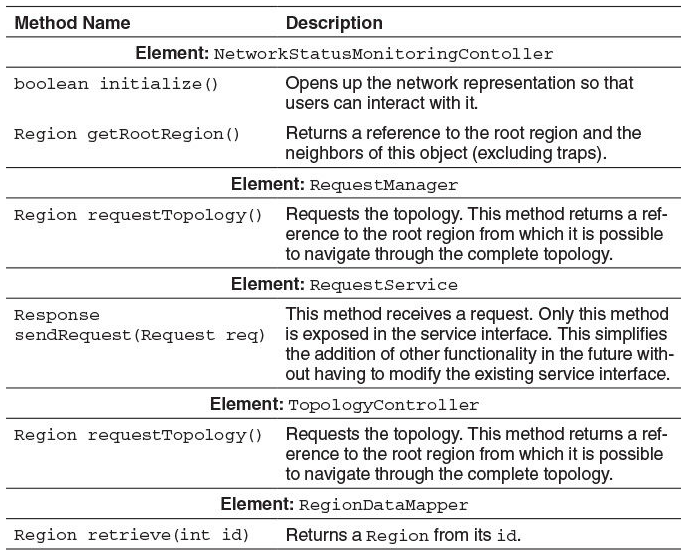 Method Name Description
Element: NetworkStatusMonitoringContoller
boolean initialize() Opens up the network representation so that
users can interact with it.
Region getRootRegion() Returns a reference to the root region and the
neighbors of this object (excluding traps).
Element: RequestManager
Region requestTopology() Requests the topology. This method returns a ref-
erence to the root region from which it is possible
to navigate through the complete topology.
Element: RequestService
Response This method receives a request. Only this method
sendRequest(Request req) is exposed in the service interface. This simplifies
the addition of other functionality in the future with-
out having to modify the existing service interface.
Element: TopologyController
Region requestTopology() Requests the topology. This method returns a ref-
erence to the root region from which it is possible
to navigate through the complete topology.
Element: RegionDataMapper
Region retrieve(int id) Returns a Region from its id.